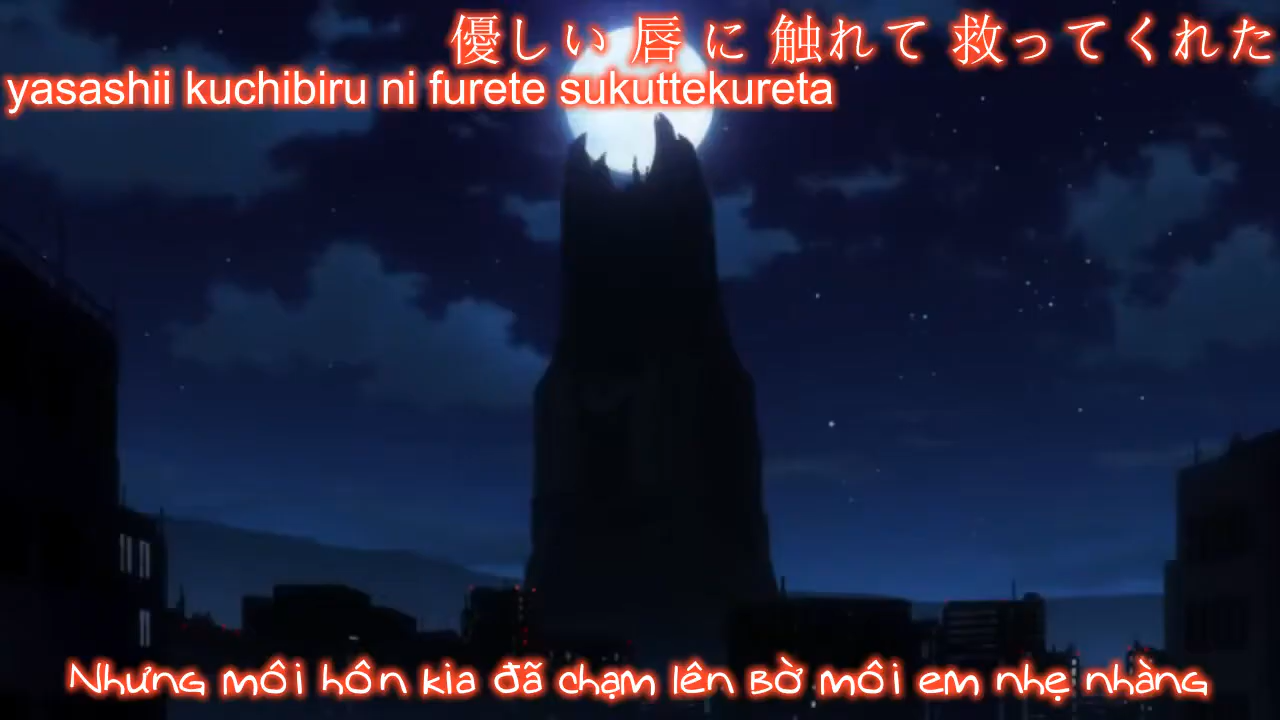 優しい 唇 に 触れて 救ってくれた
yasashii kuchibiru ni furete sukuttekureta
Nhưng môi hôn kia đã chạm lên bờ môi em nhẹ nhàng